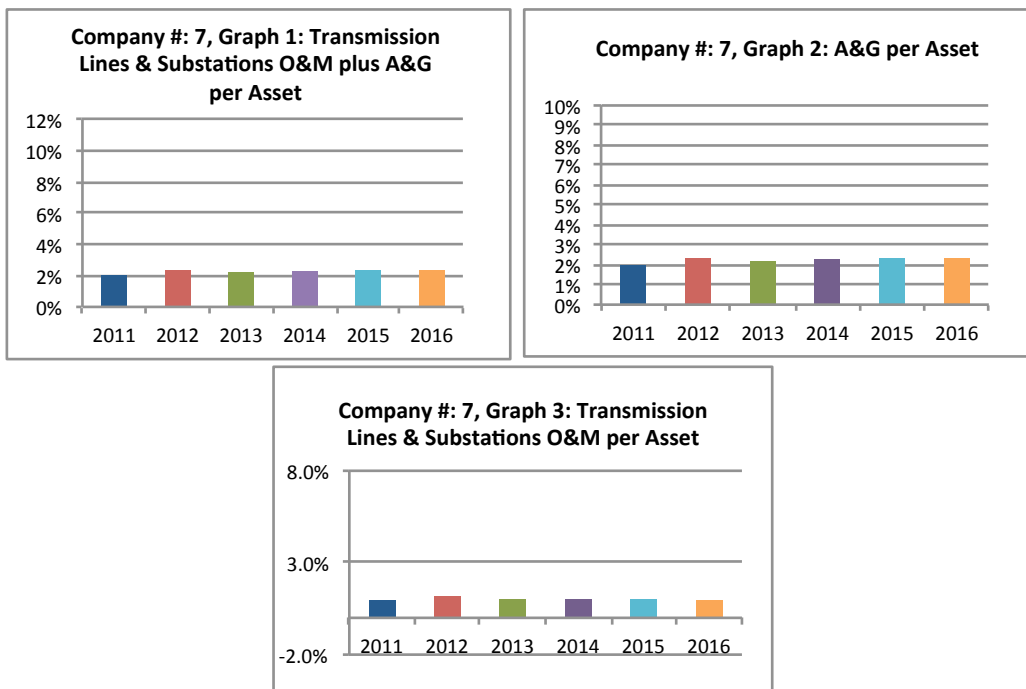 Company #: 7, Graph 1: Transmission
Lines & Substations O&M plus A&G
per Asset
12%
10%
8%
6%
4%
2%
0%
2011 2012 2013 2014 2015 2016
Company #: 7, Graph 2: A&G per Asset
10%
9%
8%
7%
6%
5%
4%
3%
2%
1%
0%
2011 2012 2013 2014 2015 2016
Company #: 7, Graph 3: Transmission
Lines & Substations O&M per Asset
8.0%
3.0%
2011 2012 2013 2014 2015 2016
-2.0%